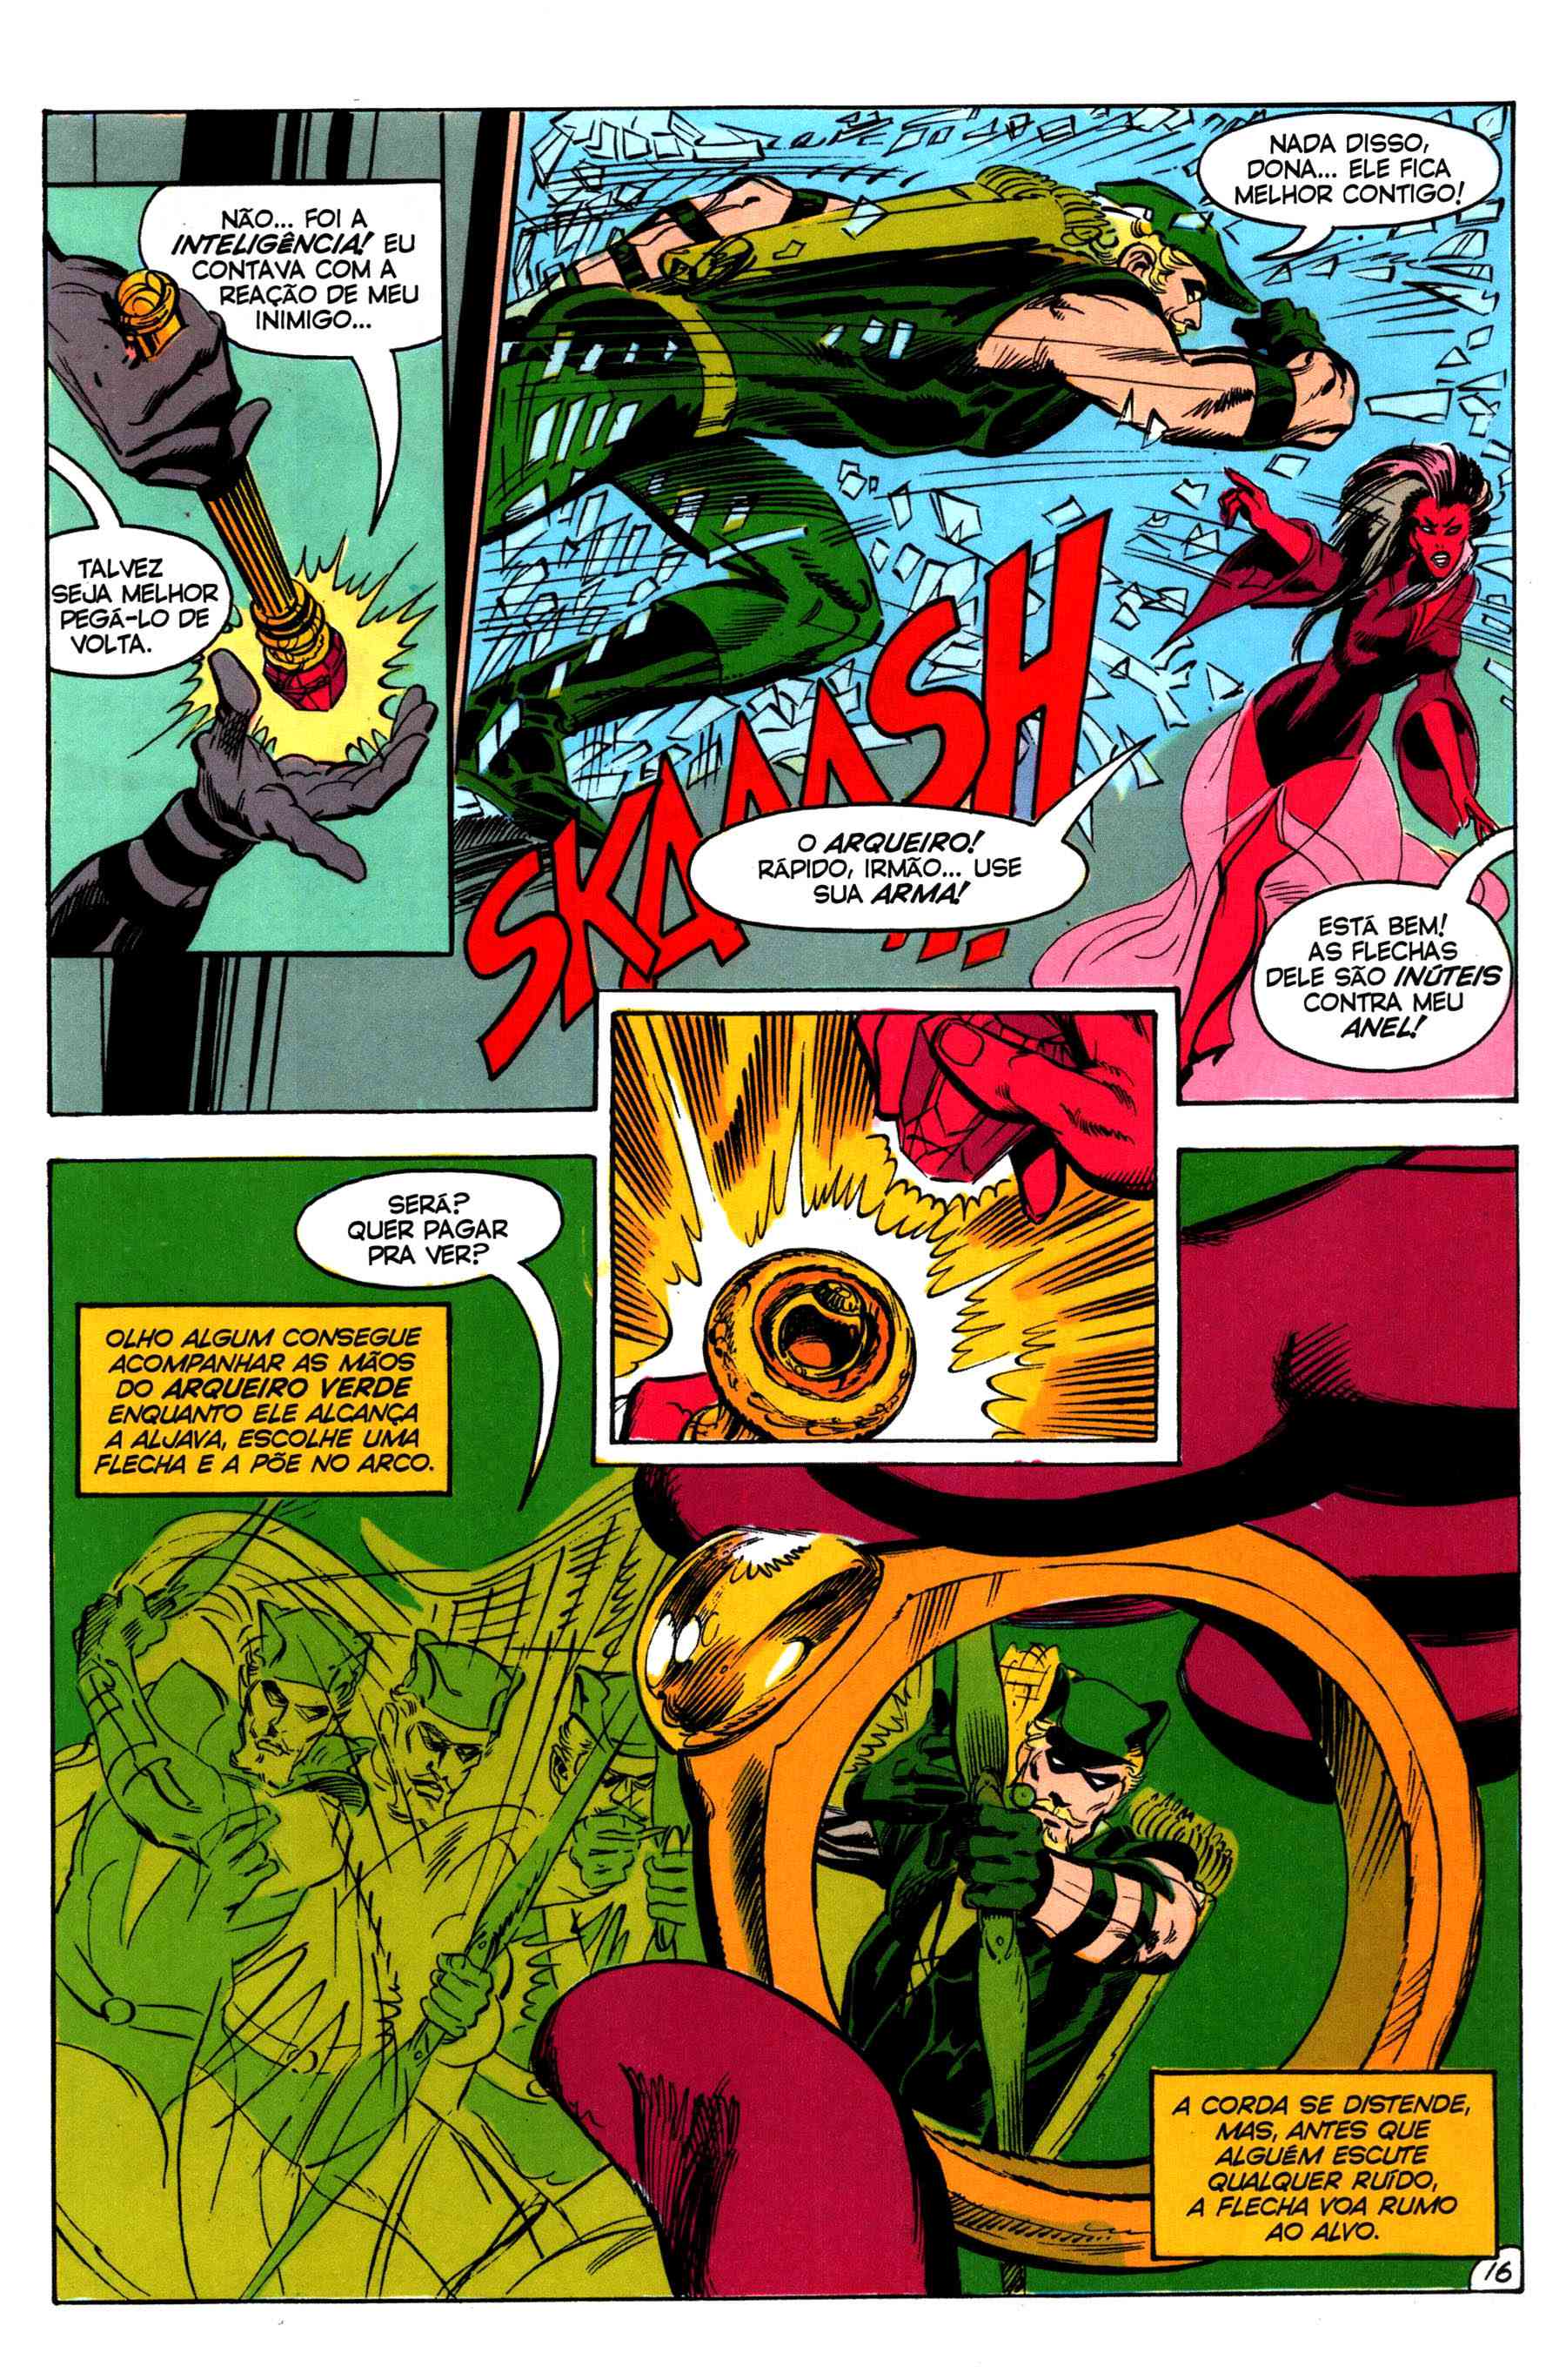 NÃO... FOI A
INTELIGÊNCIA! EU
CONTAVA COM A
REAÇÃO DE MEU
INIMIGO...
TALVEZ
SEJA MELHOR
PEGÁ-LO DE
VOLTA.
NADA DISSO,
DONA... ELE FICA
MELHOR CONTIGO!
SKAAASH
O ARQUEIRO!
RÁPIDO, IRMÃO... USE
SUA ARMA!
ESTÁ BEM!
AS FLECHAS
DELE SÃO INÚTEIS
CONTRA MEU
ANEL!
SERÁ?
QUER PAGAR
PRA VER?
OLHO ALGUM CONSEGUE
ACOMPANHAR AS MÃOS
DO ARQUEIRO VERDE
ENQUANTO ELE ALCANÇA
A ALJAVA, ESCOLHE UMA
FLECHA E A PÕE NO ARCO.
A CORDA SE DISTENDE,
MAS, ANTES QUE
ALGUÉM ESCUTE
QUALQUER RUÍDO,
A FLECHA VOA RUMO
AO ALVO.
16